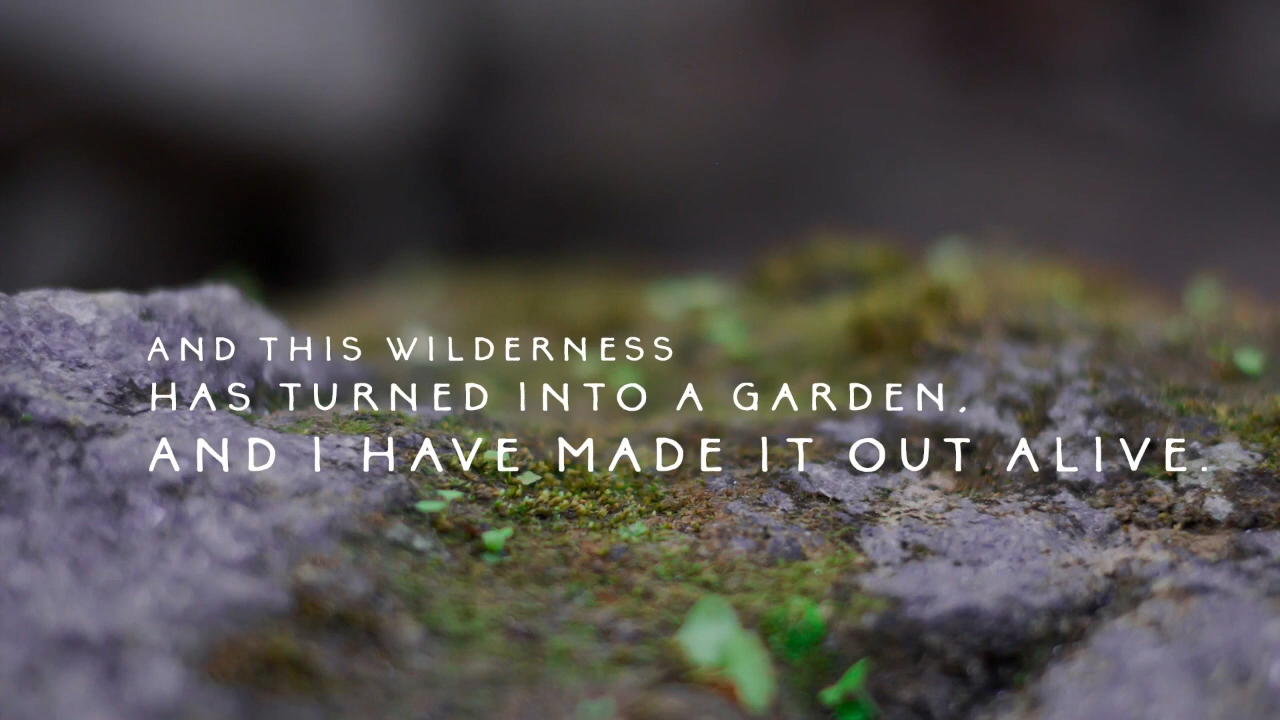 AND THIS WILDERNESS
HAS TURNED INTO A GARDEN,
AND I HAVE MADE IT OUT ALIVE.